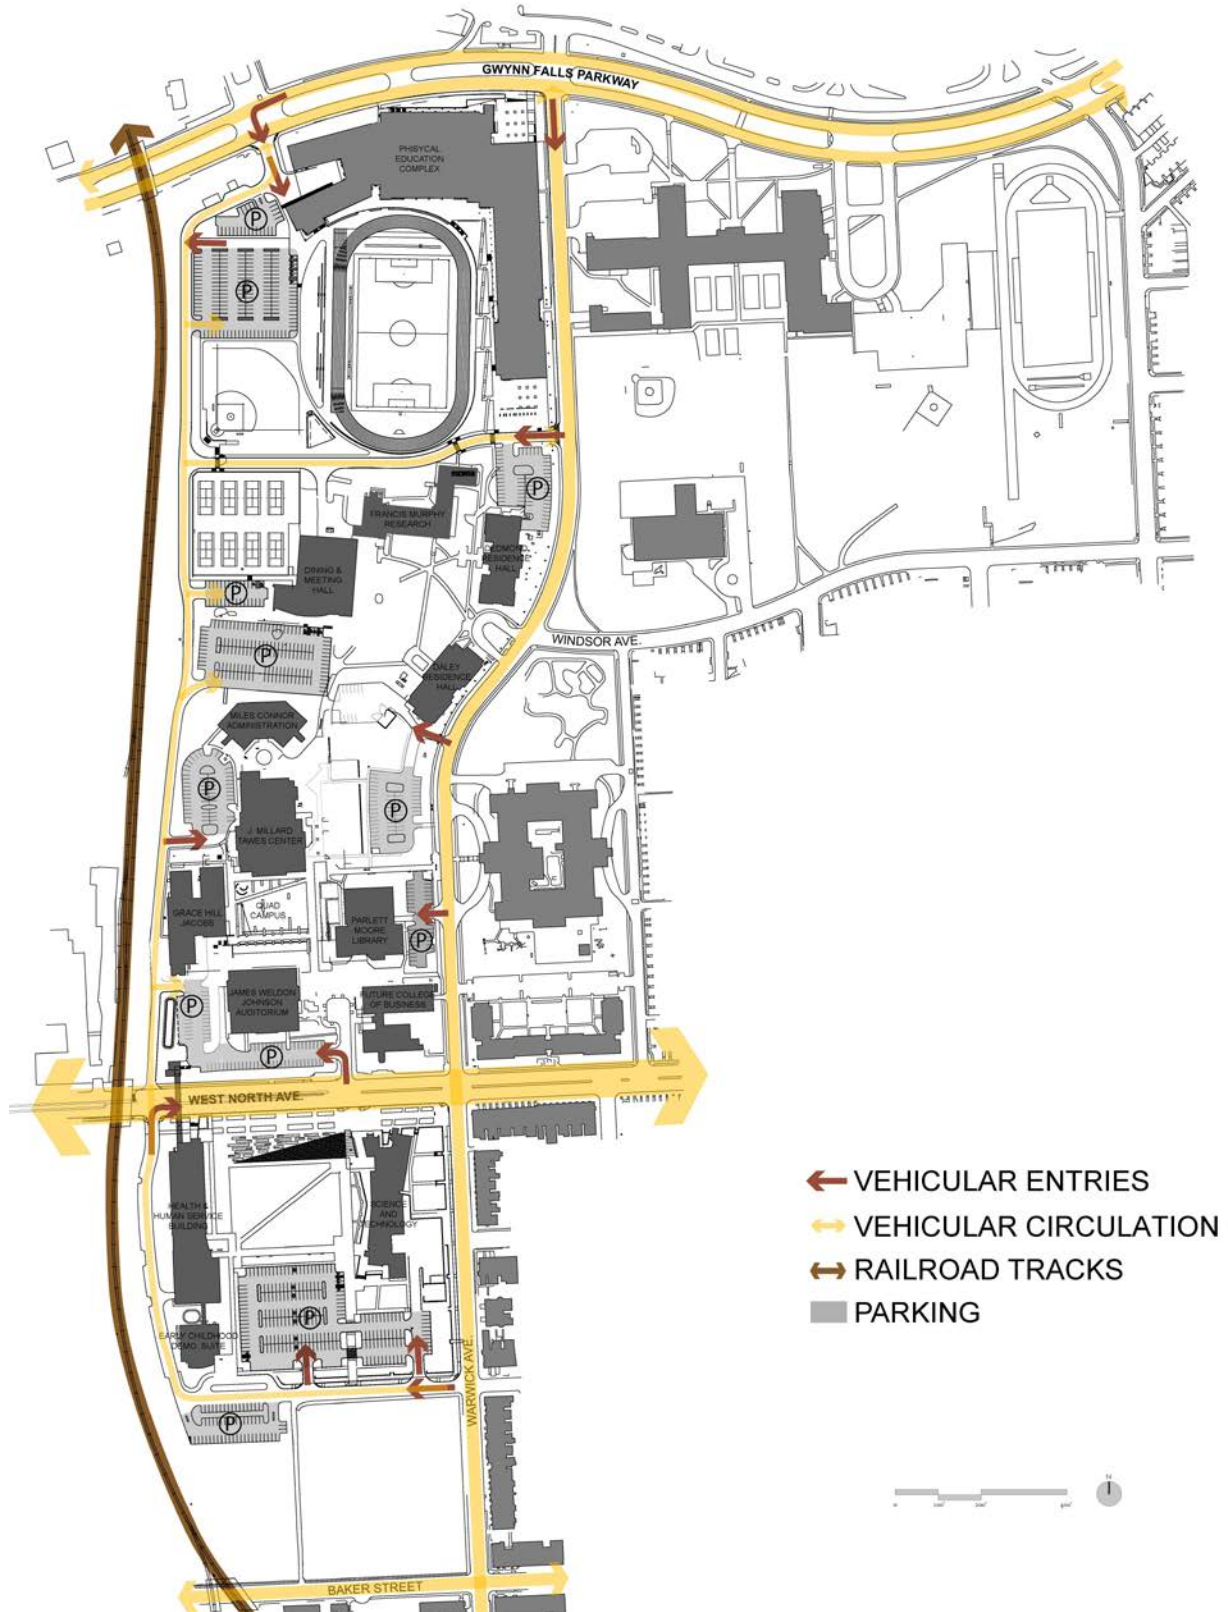 GWYNN FALLS PARKWAY
PHISYCAL
EDUCATION
COMPLEX
P
P
P
FRANCIS MURPHY
RESEARCH
CEDMOND
RESIDENCE
HALL
DINING &
MEETING
HALL
P
P
WINDSOR AVE.
DALEY
RESIDENCE
HALL
MILES CONNOR
ADMINISTRATION
P
P
J. MILLARD
TAWES CENTER
GRACE HILL
JACOBS
QUAD
CAMPUS
PARLETT
MOORE
LIBRARY
P
P
JAMES WELDON
JOHNSON
AUDITORIUM
FUTURE COLLEGE
OF BUSINESS
P
WEST NORTH AVE.
HEALTH &
HUMAN SERVICE
BUILDING
SCIENCE
AND
TECHNOLOGY
VEHICULAR ENTRIES
VEHICULAR CIRCULATION
RAILROAD TRACKS
PARKING
P
EARLY CHILDHOOD
DEMO. SUITE
WARWICK AVE.
P
N
BAKER STREET